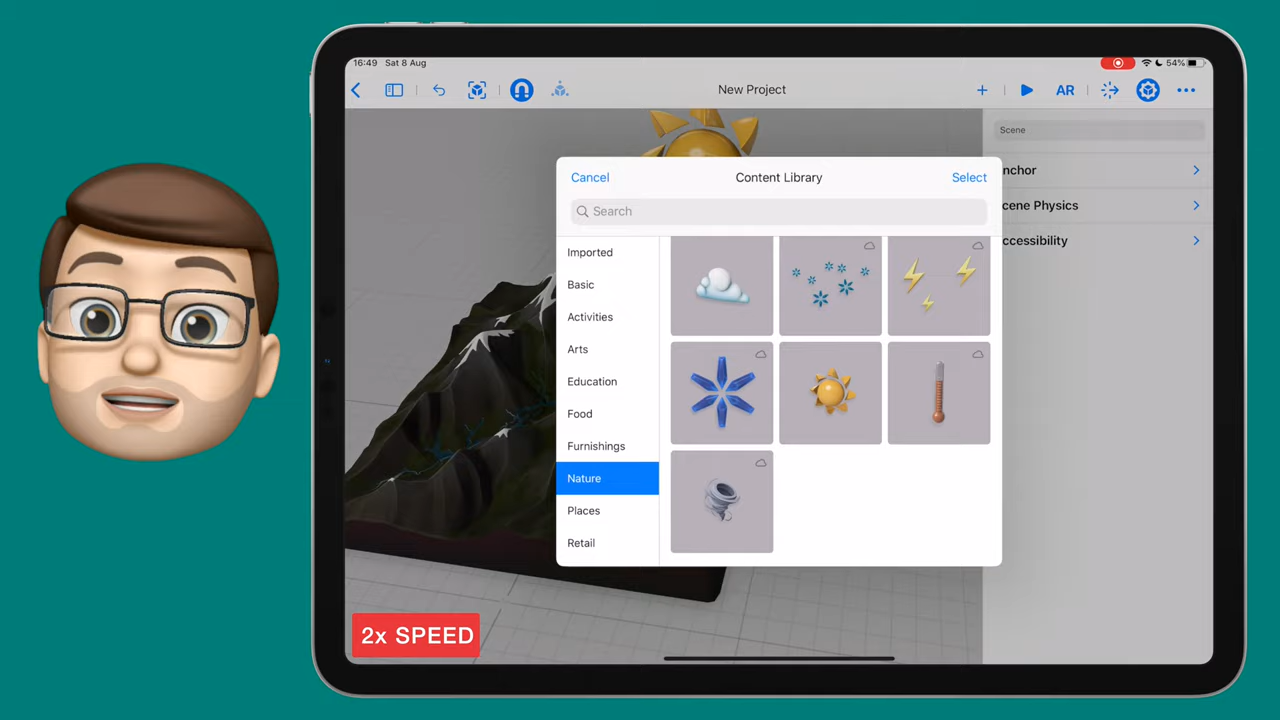 16:49 Sat 8 Aug
54%
New Project
AR
Scene
nchor
cene Physics
ccessibility
Cancel
Content Library
Select
Search
Imported
Basic
Activities
Arts
Education
Food
Furnishings
Nature
Places
Retail
2x SPEED